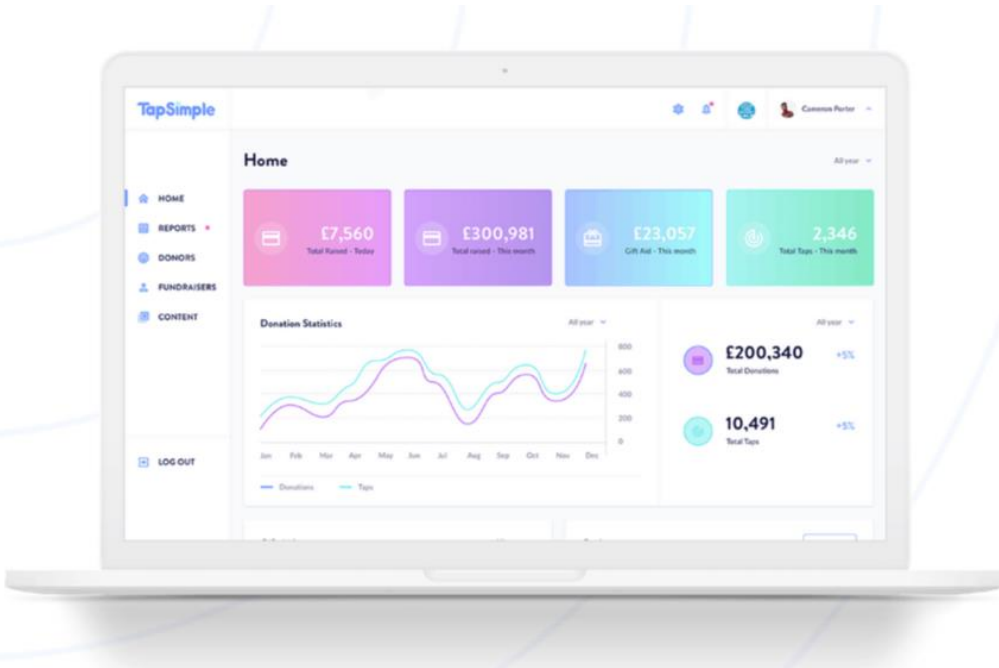 TapSimple
Cameron Porter
Home
All year
HOME
REPORTS
DONORS
FUNDRAISERS
CONTENT
LOG OUT
£7,560
Total Raised - Today
£300,981
Total raised - This month
£23,057
Gift Aid - This month
2,346
Total Taps - This month
Donation Statistics
All year
800
600
400
200
0
Jan Feb Mar Apr May Jun Jul Aug Sep Oct Nov Dec
Donations Taps
All year
£200,340 +5%
Total Donations
10,491 +5%
Total Taps